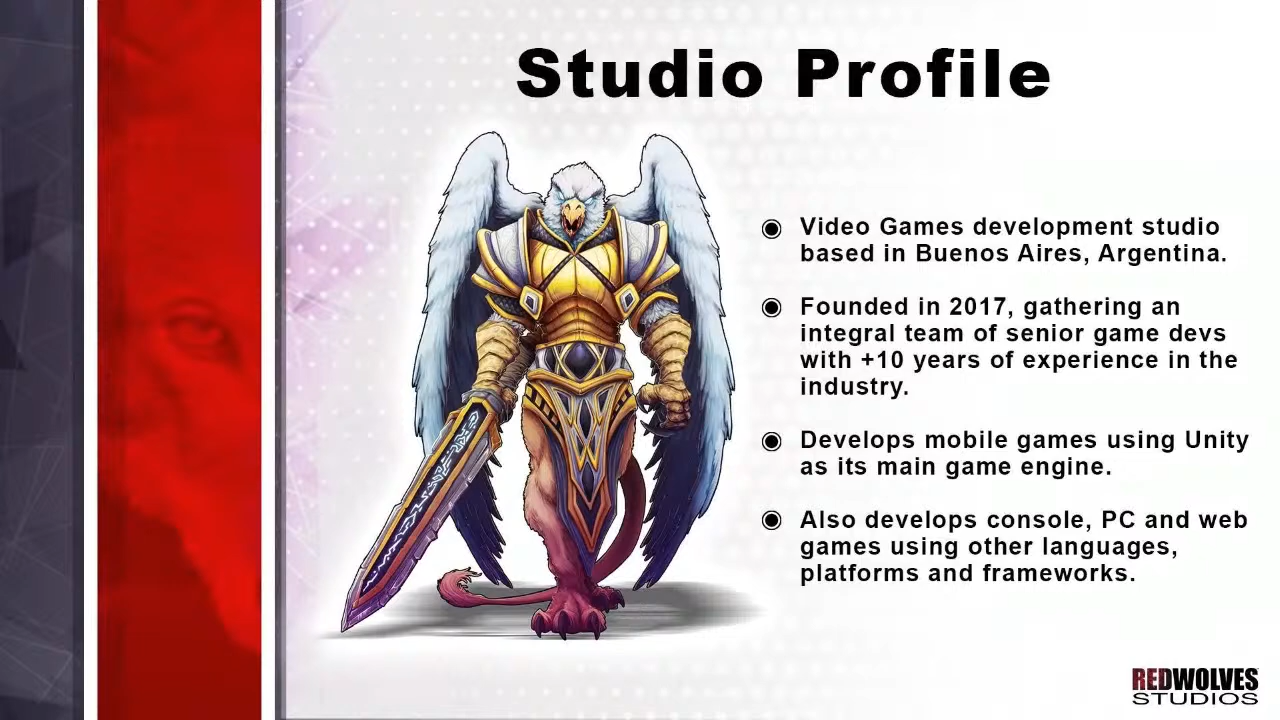 Studio Profile
Video Games development studio
based in Buenos Aires, Argentina.
Founded in 2017, gathering an
integral team of senior game devs
with +10 years of experience in the
industry.
Develops mobile games using Unity
as its main game engine.
Also develops console, PC and web
games using other languages,
platforms and frameworks.
REDWOLVES
STUDIOS